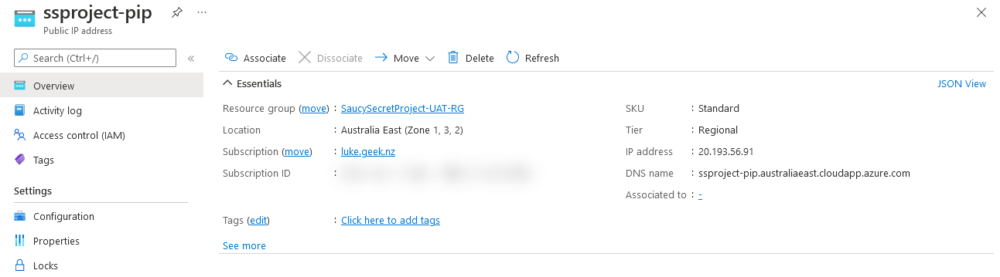 ssproject-pip
Public IP address
Search (Ctrl+/)
Overview
Activity log
Access control (IAM)
Tags
Settings
Configuration
Properties
Locks
Associate
Dissociate
Move
Delete
Refresh
Essentials
JSON View
Resource group (move) : SaucySecretProject-UAT-RG
Location : Australia East (Zone 1, 3, 2)
Subscription (move) : luke.geek.nz
Subscription ID :
SKU : Standard
Tier : Regional
IP address : 20.193.56.91
DNS name : ssproject-pip.australiaeast.cloudapp.azure.com
Associated to : -
Tags (edit) : Click here to add tags
See more